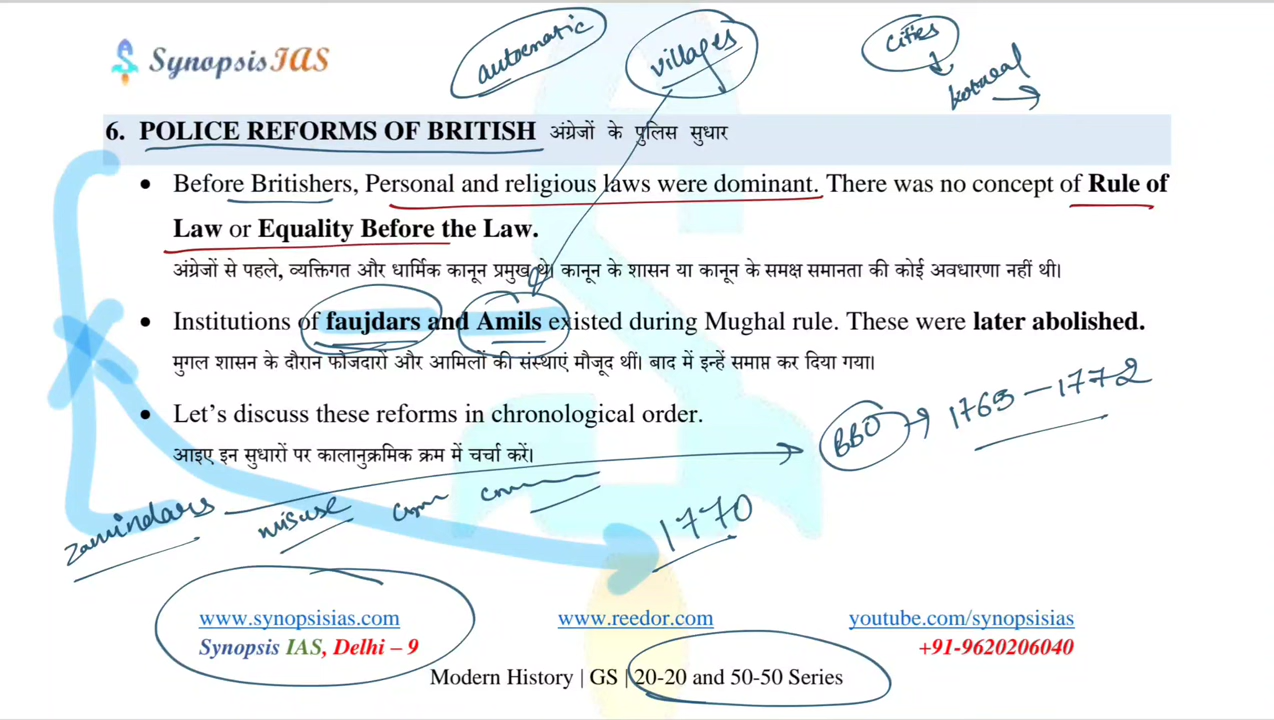 autocratic
villages
cities
kotwal
SynopsisIAS
6. POLICE REFORMS OF BRITISH अंग्रेजों के पुलिस सुधार
• Before Britishers, Personal and religious laws were dominant. There was no concept of Rule of
Law or Equality Before the Law.
अंग्रेजों से पहले, व्यक्तिगत और धार्मिक कानून प्रमुख थे। कानून के शासन या कानून के समक्ष समानता की कोई अवधारणा नहीं थी।
• Institutions of faujdars and Amils existed during Mughal rule. These were later abolished.
मुगल शासन के दौरान फौजदारों और आमिलों की संस्थाएं मौजूद थीं। बाद में इन्हें समाप्त कर दिया गया।
• Let's discuss these reforms in chronological order.
BBO → 1765 – 1772
आइए इन सुधारों पर कालानुक्रमिक क्रम में चर्चा करें।
Zamindars misuse
1770
www.synopsisias.com www.reedor.com youtube.com/synopsisias
Synopsis IAS, Delhi – 9 +91-9620206040
Modern History | GS | 20-20 and 50-50 Series